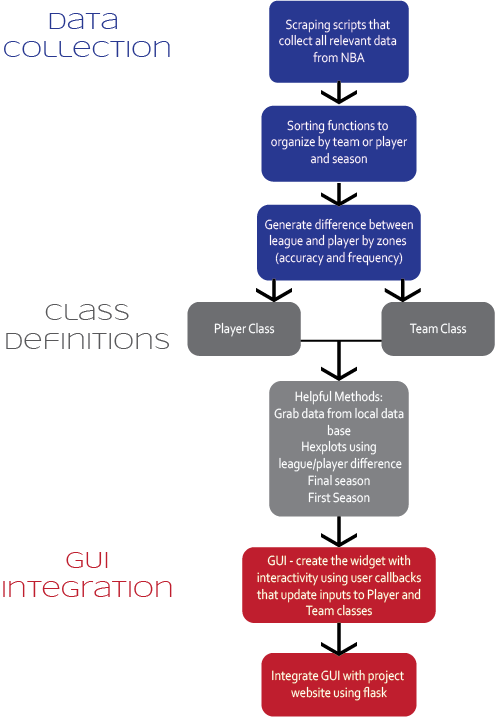 Data
Collection
Scraping scripts that
collect all relevant data
from NBA
Sorting functions to
organize by team or player
and season
Generate difference between
league and player by zones
(accuracy and frequency)
Class
Definitions
Player Class
Team Class
Helpful Methods:
Grab data from local data
base
Hexplots using
league/player difference
Final season
First Season
GUI
Integration
GUI - create the widget with
interactivity using user callbacks
that update inputs to Player and
Team classes
Integrate GUI with project
website using flask